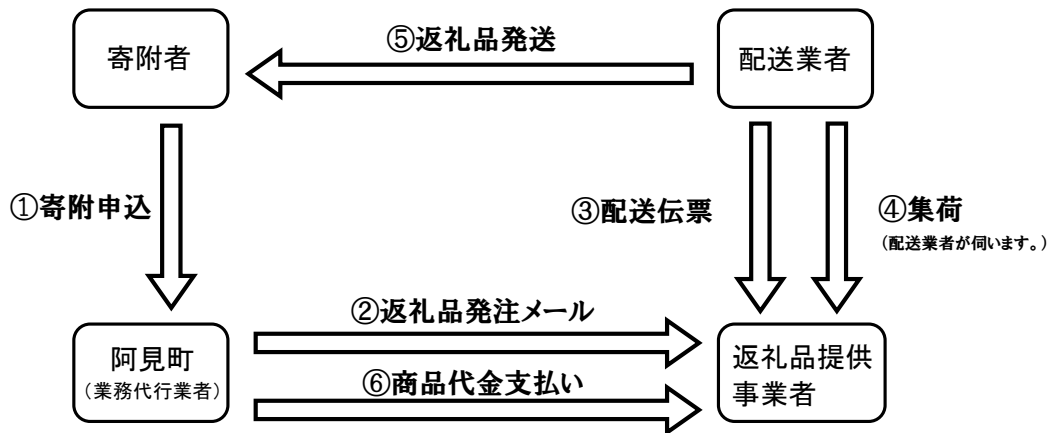 ⑤返礼品発送
寄附者
配送業者
①寄附申込
③配送伝票
④集荷
(配送業者が伺います。)
②返礼品発注メール
阿見町
(業務代行業者)
返礼品提供
事業者
⑥商品代金支払い